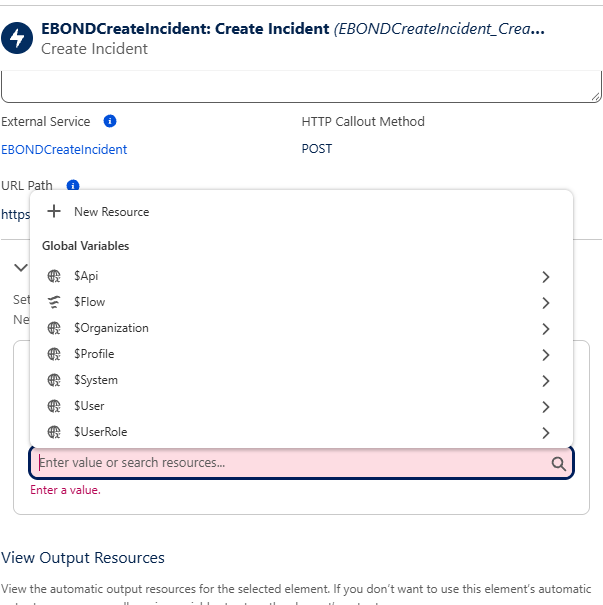 EBONDCreateIncident: Create Incident (EBONDCreateIncident_Crea...
Create Incident
External Service
HTTP Callout Method
EBONDCreateIncident
POST
URL Path
https
New Resource
Global Variables
$Api
$Flow
$Organization
$Profile
$System
$User
$UserRole
Set
Ne
Enter value or search resources...
Enter a value.
View Output Resources
View the automatic output resources for the selected element. If you don't want to use this element's automatic